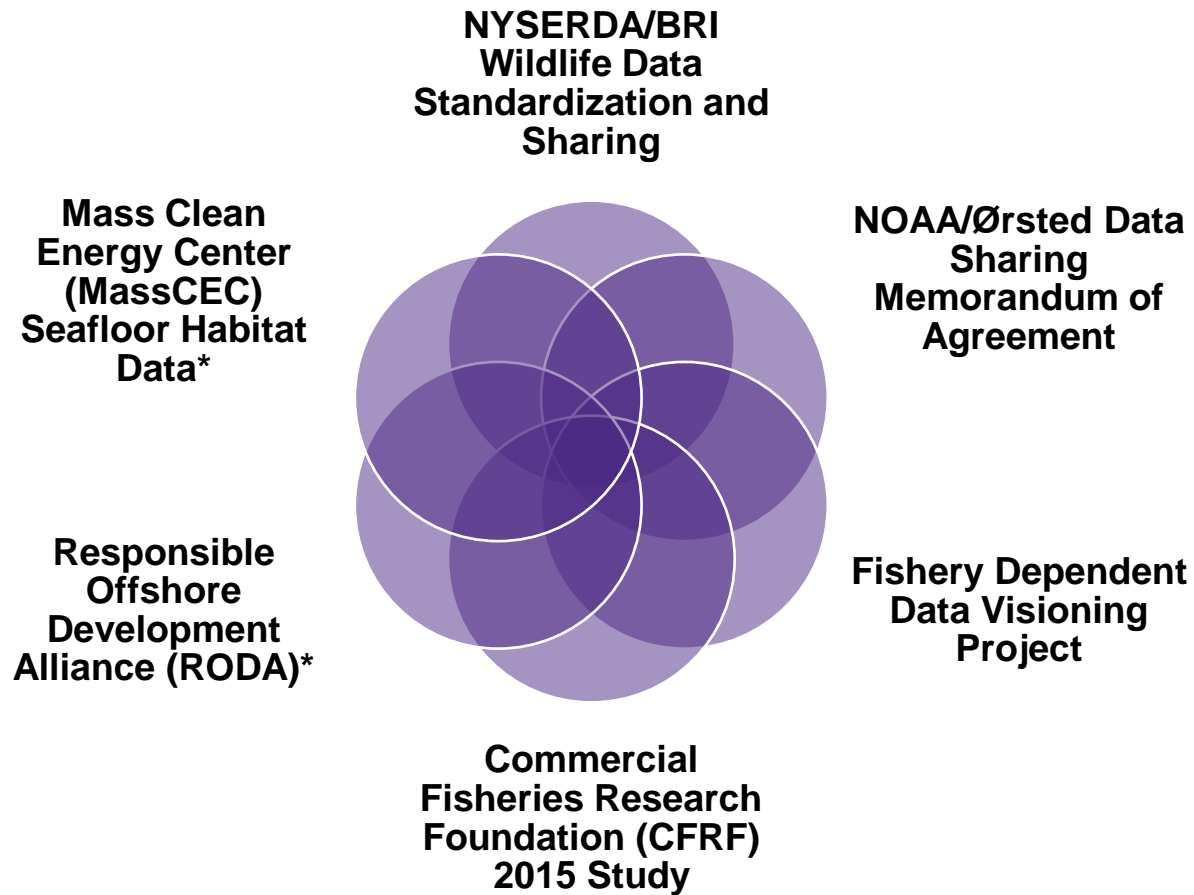 NYSERDA/BRI
Wildlife Data
Standardization and
Sharing
NOAA/Ørsted Data
Sharing
Memorandum of
Agreement
Fishery Dependent
Data Visioning
Project
Commercial
Fisheries Research
Foundation (CFRF)
2015 Study
Responsible
Offshore
Development
Alliance (RODA)*
Mass Clean
Energy Center
(MassCEC)
Seafloor Habitat
Data*